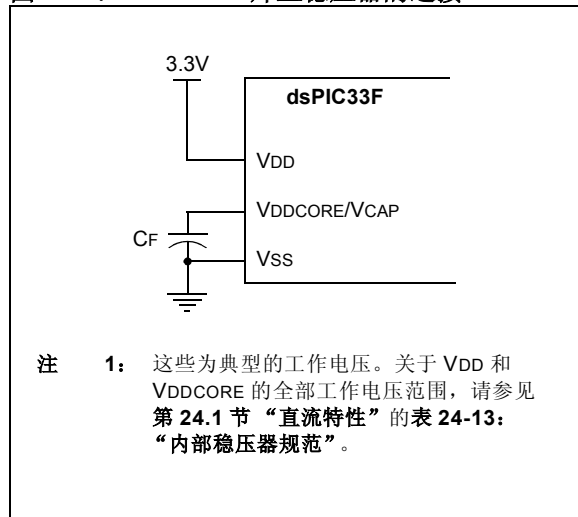 3.3V
dsPIC33F
VDD
VDDCORE/VCAP
CF
VSS
注 1： 这些为典型的工作电压。关于 VDD 和
VDDCORE 的全部工作电压范围，请参见
第 24.1 节 “直流特性”的表 24-13：
“内部稳压器规范”。